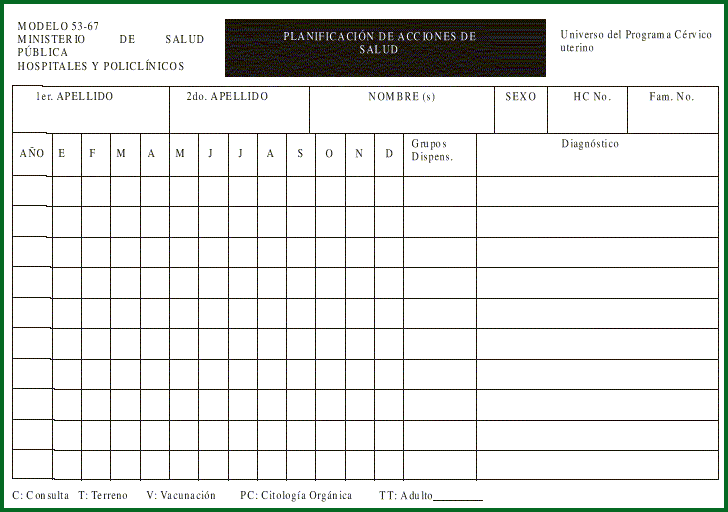 MODELO 53-67
MINISTERIO DE SALUD
PÚBLICA
HOSPITALES Y POLICLÍNICOS
PLANIFICACIÓN DE ACCIONES DE
SALUD
Universo del Programa Cérvico
uterino
1er. APELLIDO 2do. APELLIDO NOMBRE (s) SEXO HC No. Fam. No.
AÑO E F M A M J J A S O N D Grupos Dispens. Diagnóstico
C: Consulta T: Terreno V: Vacunación PC: Citología Orgánica TT: Adulto________